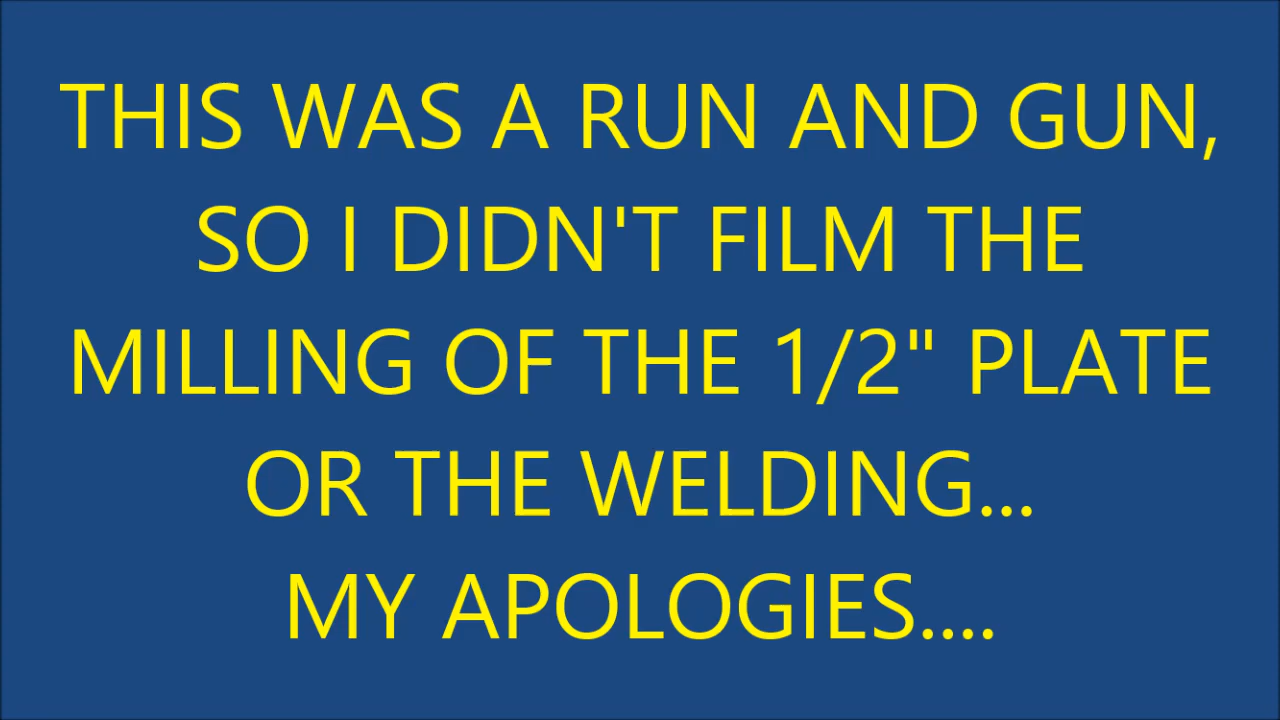 THIS WAS A RUN AND GUN,
SO I DIDN'T FILM THE
MILLING OF THE 1/2" PLATE
OR THE WELDING...
MY APOLOGIES....